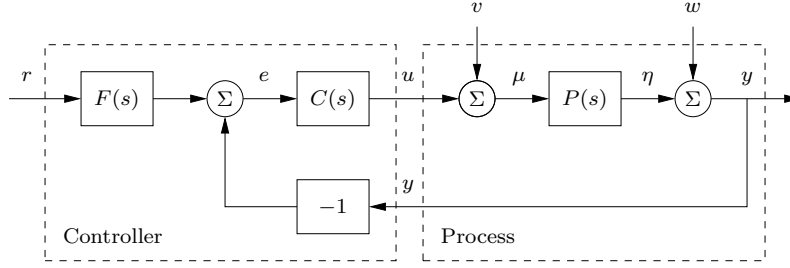 v w
r F(s) Σ e C(s) u Σ μ P(s) η Σ y
−1 y
Controller Process